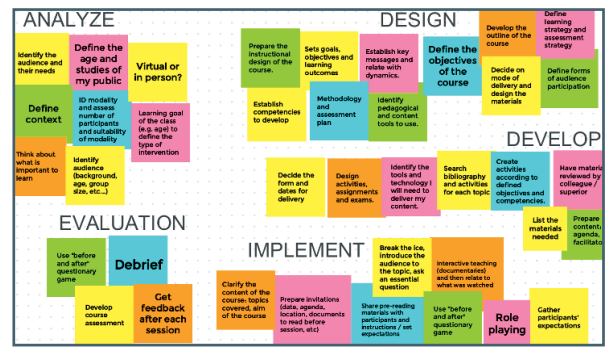 ANALYZE
Identify the
audience and
their needs
Define the
age and
studies of
my public
Virtual or
in person?
Define
context
ID modality and
assess
number of
participants
and suitability
of modality
Learning goal
of the class
(e.g. age) to
define the
type of
intervention
Think about
what is
important to
learn
Identify
audience
(background,
age, group
size, etc...)
DESIGN
Prepare the
instructional
design of the
course.
Sets goals,
objectives and
learning
outcomes
Establish key
messages and
relate with
dynamics.
Define the
objectives
of the
course
Develop the
outline of the
course
Define
learning
strategy and
assessment
strategy
Establish
competencies
to develop
Methodology
and
assessment
plan
Identify
pedagogical
and content
tools to use.
Decide on
mode of
delivery and
design the
materials
Define forms of
audience
participation
DEVELOP
Decide the
form and
dates for
delivery
Design
activities,
assignments
and exams.
Identify the
tools and
technology I
will need to
deliver my
content.
Search
bibliography
and activities
for each topic
Create
activities
according to
defined
objectives and
competencies.
Have materia
reviewed by
colleague /
superior
List the
materials
needed
Prepare
content,
agenda,
facilitato
EVALUATION
Use "before
and after"
questionary
game
Debrief
Develop
course
assessment
Get
feedback
after each
session
IMPLEMENT
Clarify the
content of the
course: topics
covered, aim
of the course
Prepare invitations
(date, agenda,
location, documents
to read before
session, etc)
Break the ice,
introduce the
audience to
the topic, ask
an question
Interactive teaching
(documentaries)
and then relate to
what was watched
Share pre-reading
materials with
participants and
instructions / set
expectations
Use "before
and after"
questionary
game
Role
playing
Gather
participants'
expectations